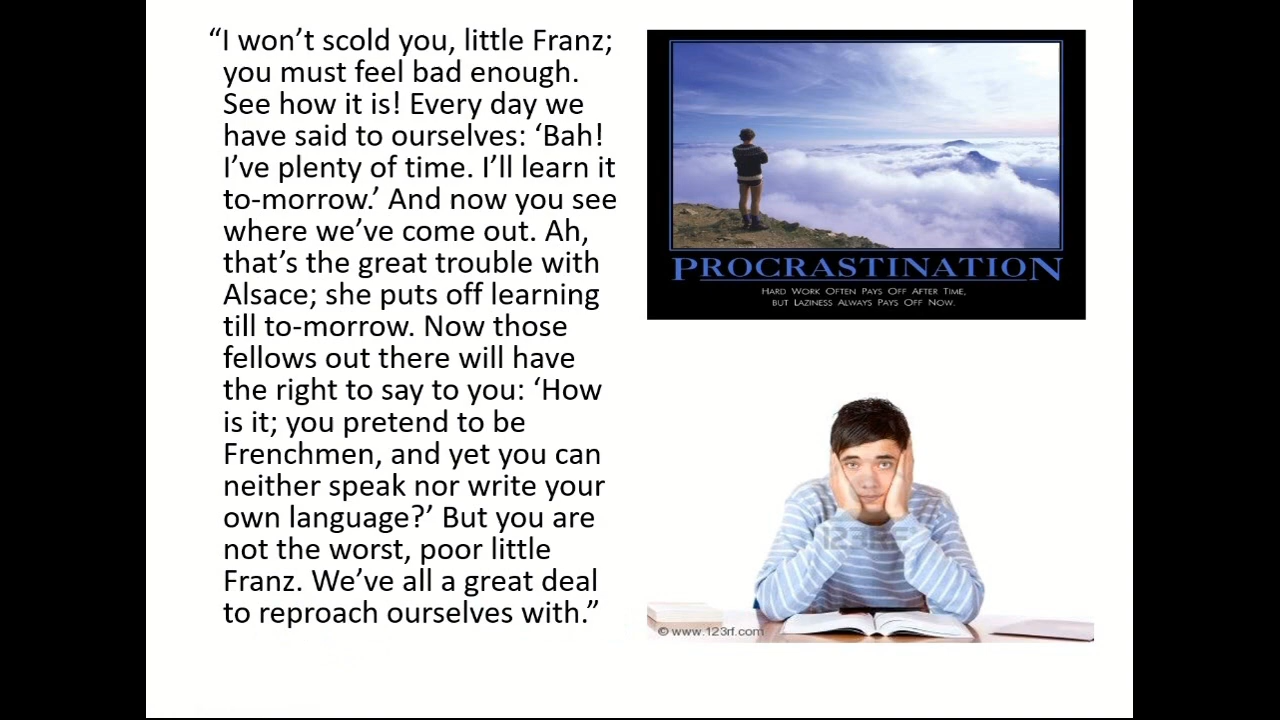 “I won’t scold you, little Franz;
you must feel bad enough.
See how it is! Every day we
have said to ourselves: ‘Bah!
I’ve plenty of time. I’ll learn it
to-morrow.’ And now you see
where we’ve come out. Ah,
that’s the great trouble with
Alsace; she puts off learning
till to-morrow. Now those
fellows out there will have
the right to say to you: ‘How
is it; you pretend to be
Frenchmen, and yet you can
neither speak nor write your
own language?’ But you are
not the worst, poor little
Franz. We’ve all a great deal
to reproach ourselves with.”
PROCRASTINATION
HARD WORK OFTEN PAYS OFF AFTER TIME,
BUT LAZINESS ALWAYS PAYS OFF NOW.
123RF
© www.123rf.com